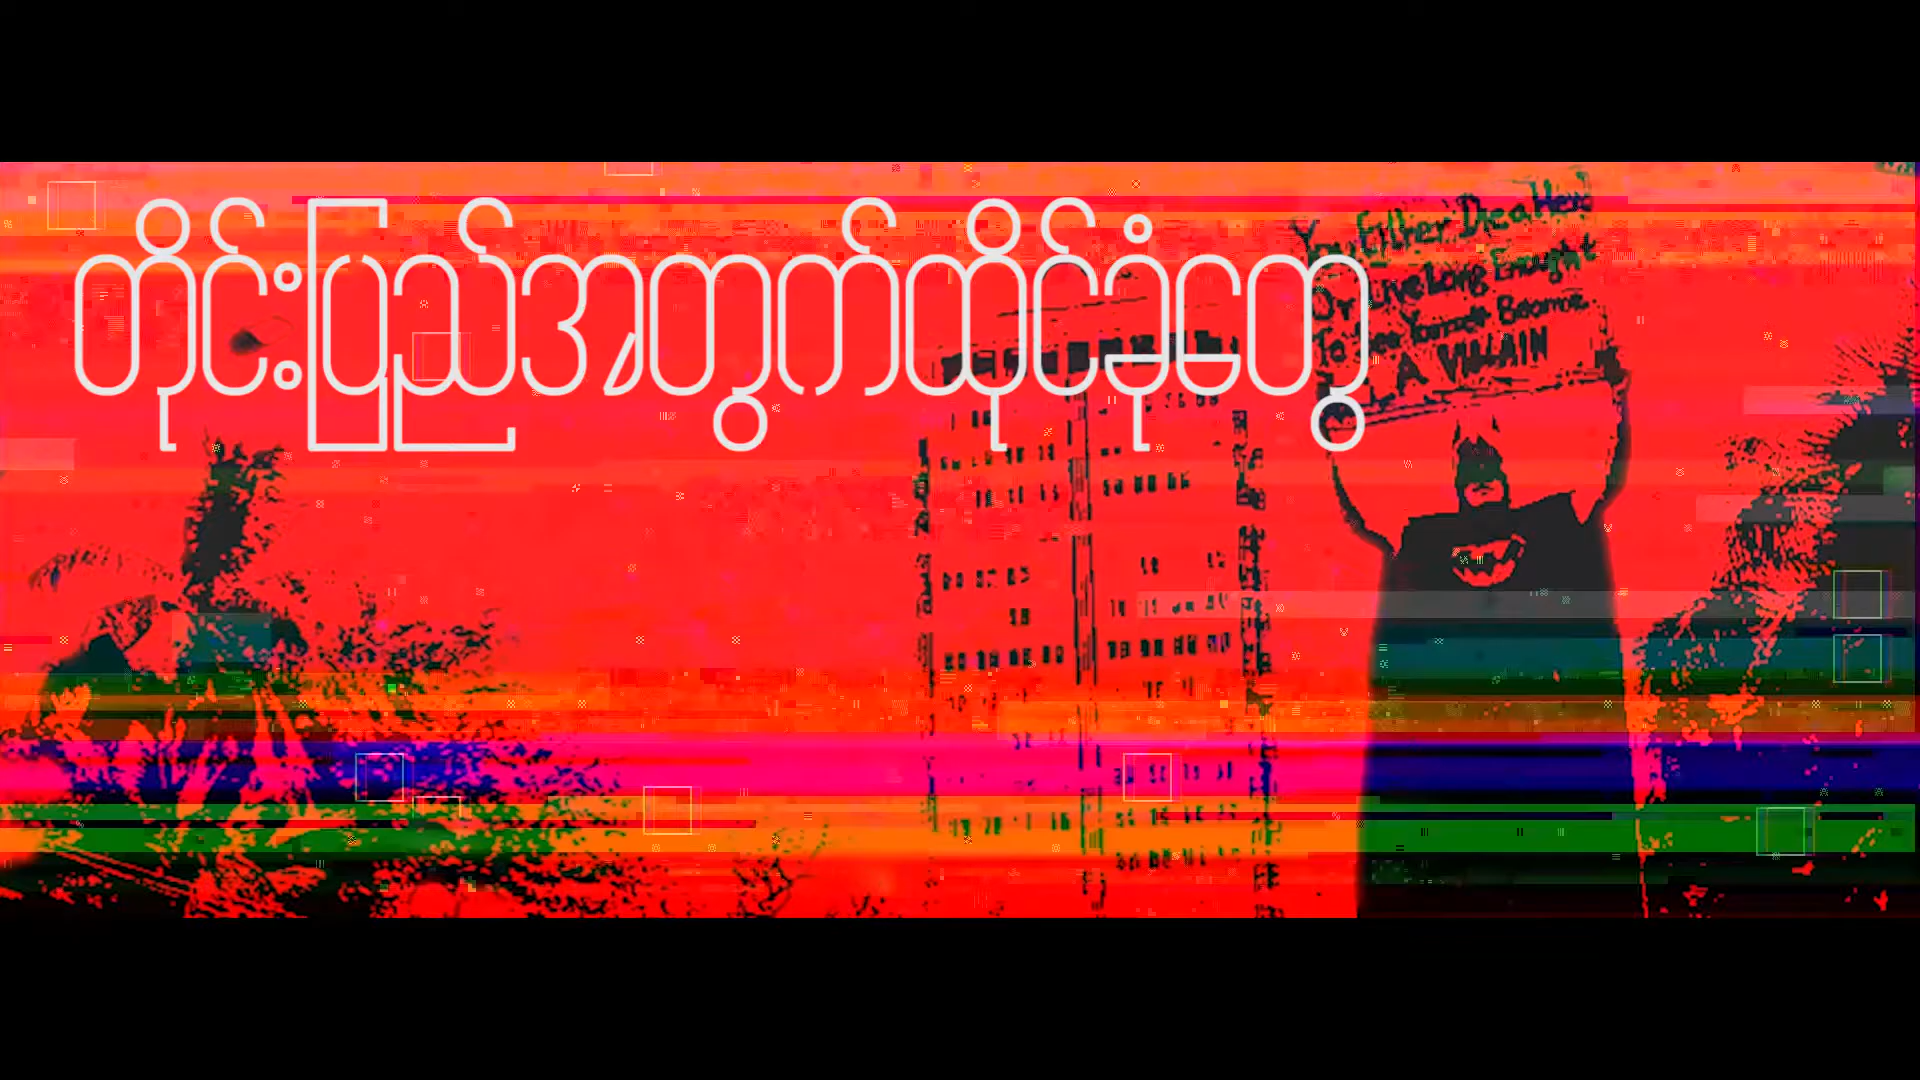 တိုင်းပြည်အတွက်ထိုင်ခုံတွေ
You Either Die a Hero
Or Live Long Enought
To See Yourself Become
A VILLAIN